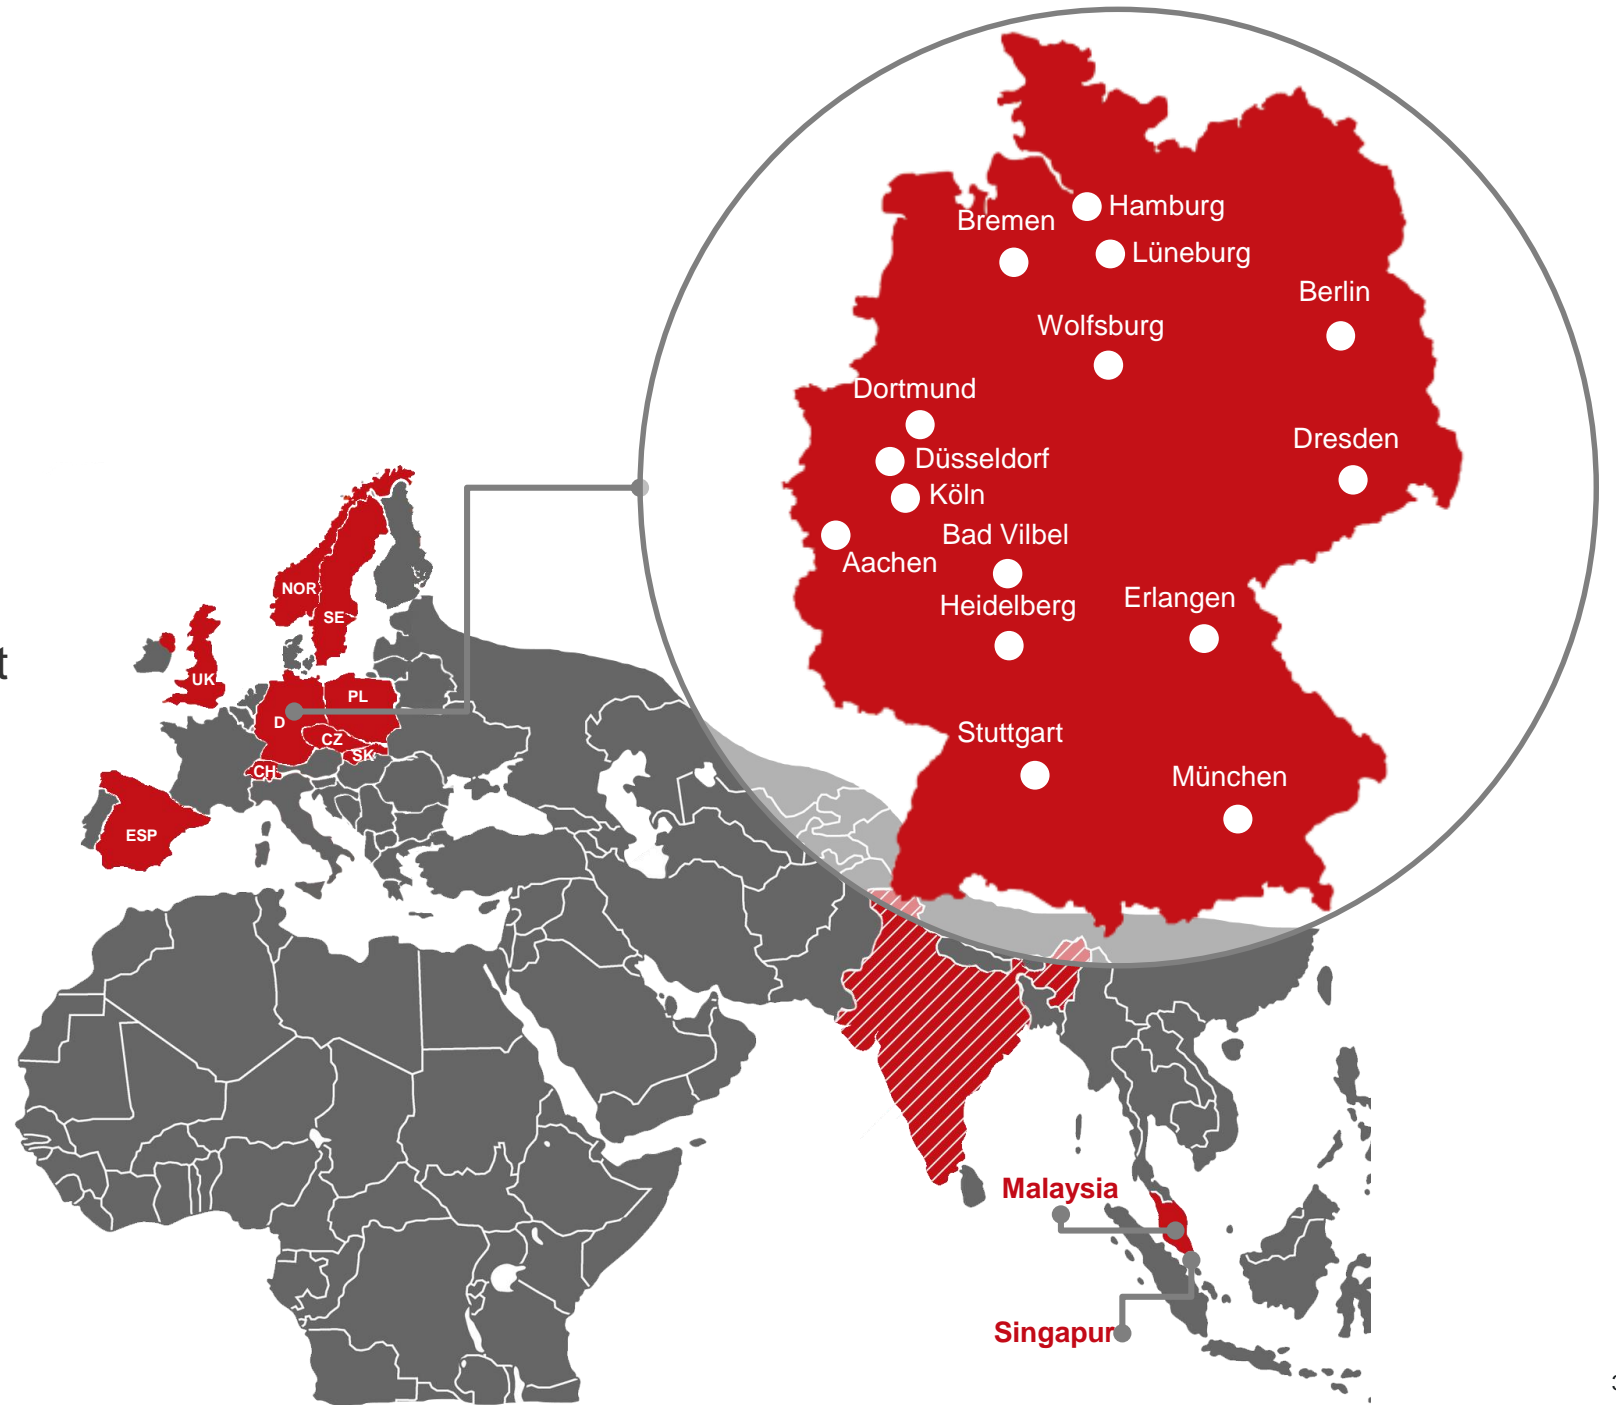 Hamburg
Bremen
Lüneburg
Berlin
Wolfsburg
Dortmund
Dresden
Düsseldorf
Köln
Bad Vilbel
Aachen
Erlangen
Heidelberg
NOR
SE
t
UK
PL
D
Stuttgart
CZ
SK
CH
München
ESP
Malaysia
Singapur
3